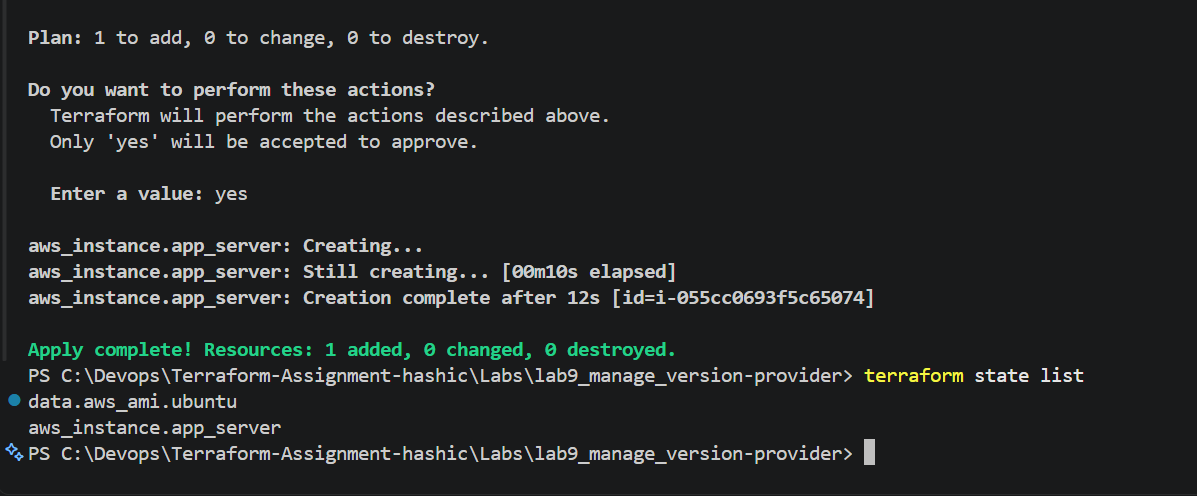 Plan: 1 to add, 0 to change, 0 to destroy.
Do you want to perform these actions?
Terraform will perform the actions described above.
Only 'yes' will be accepted to approve.
Enter a value: yes
aws_instance.app_server: Creating...
aws_instance.app_server: Still creating... [00m10s elapsed]
aws_instance.app_server: Creation complete after 12s [id=i-055cc0693f5c65074]
Apply complete! Resources: 1 added, 0 changed, 0 destroyed.
PS C:\Devops\Terraform-Assignment-hashic\Labs\lab9_manage_version-provider> terraform state list
data.aws_ami.ubuntu
aws_instance.app_server
PS C:\Devops\Terraform-Assignment-hashic\Labs\lab9_manage_version-provider>